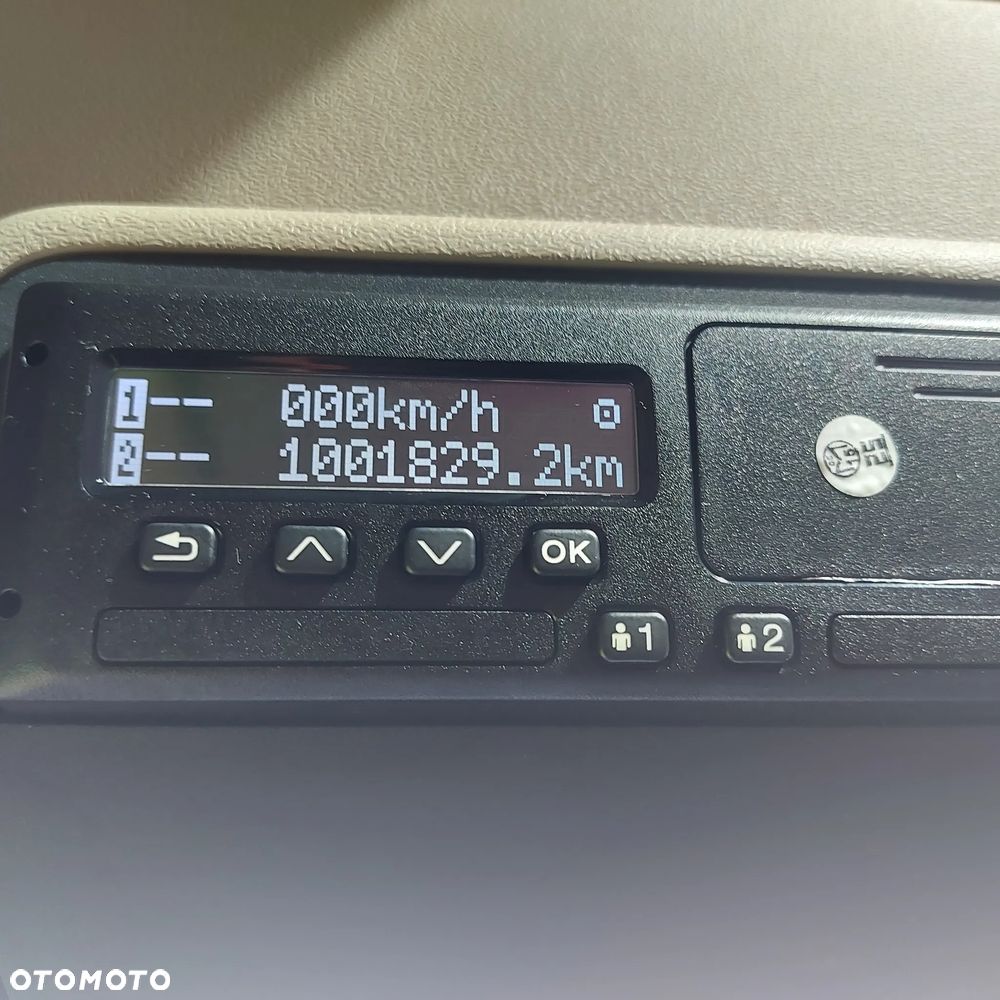 1-- 000km/h
2-- 1001829.2km
OK
1
2
OTOMOTO